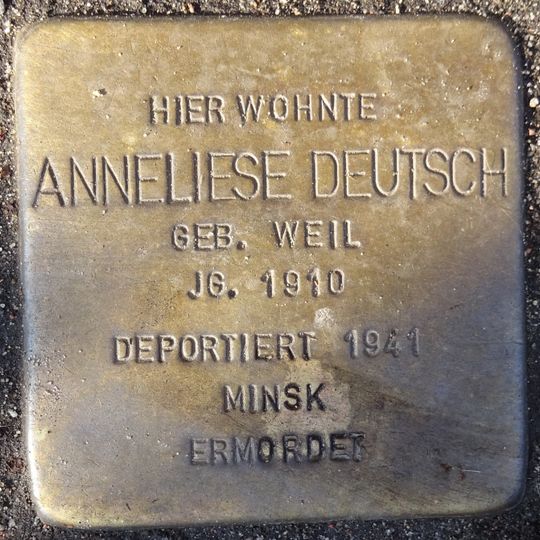 HIER WOHNTE
ANNELIESE DEUTSCH
GEB. WEIL
JG. 1910
DEPORTIERT 1941
MINSK
ERMORDET